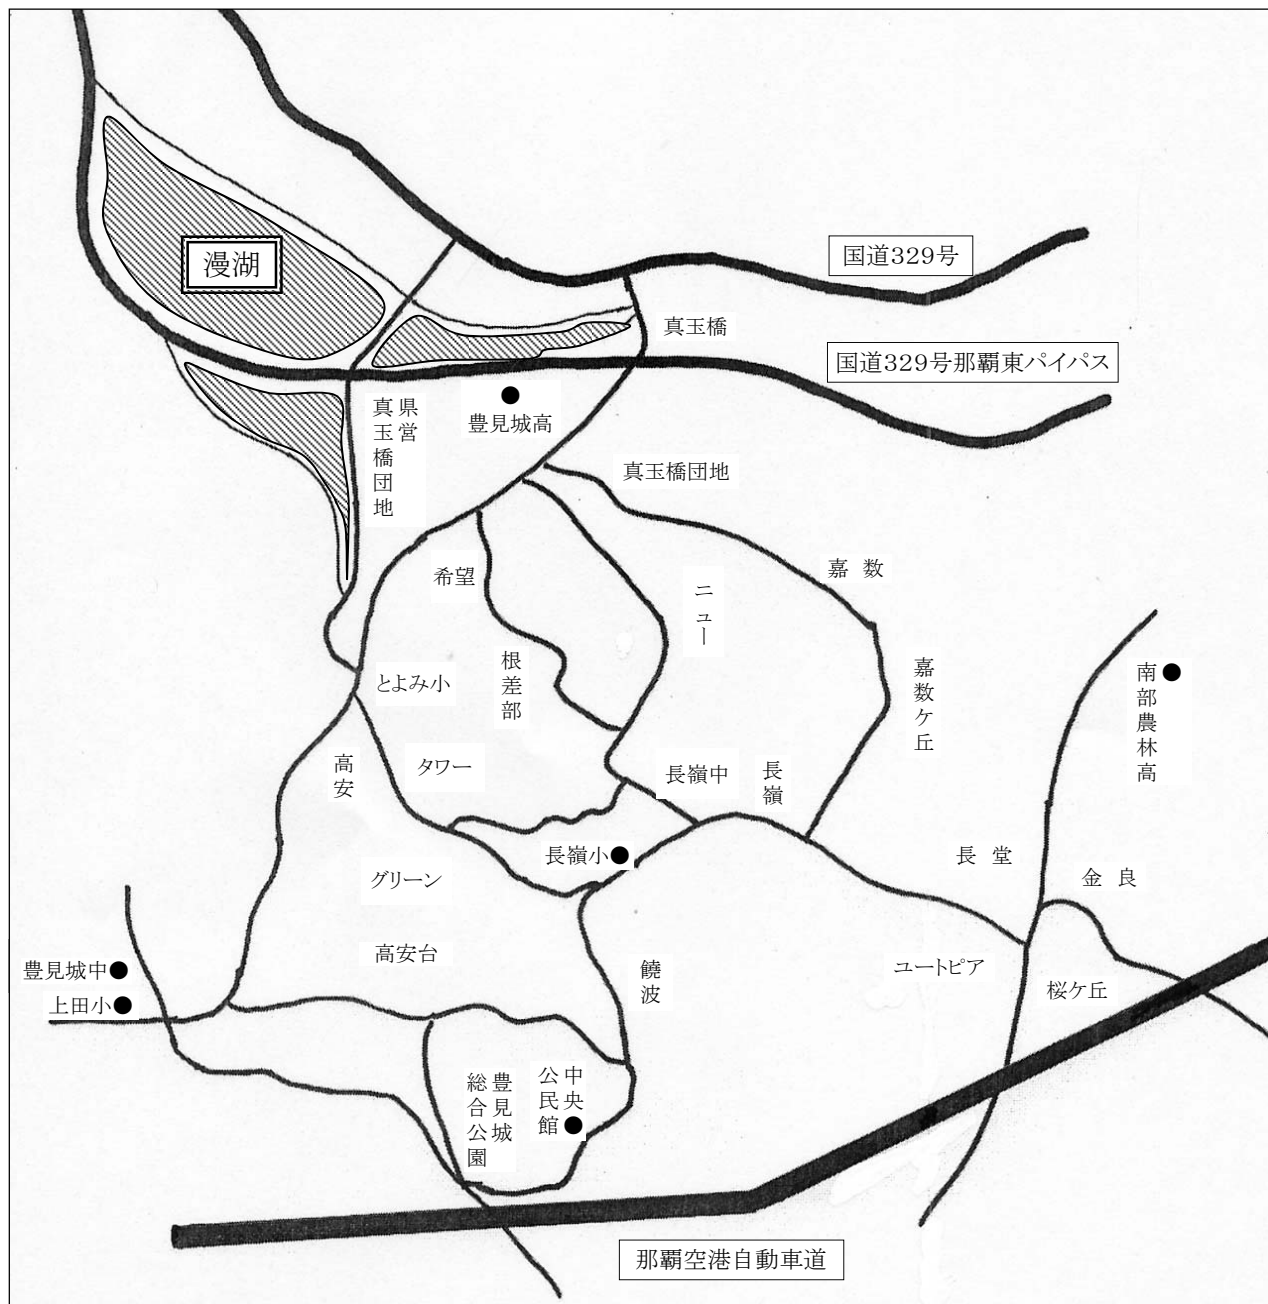 国道329号
漫湖
真玉橋
国道329号那覇東パイパス
県営
真玉橋団地
豊見城高
真玉橋団地
嘉数
希望
ニュー
根差部
嘉数ケ丘
南部農林高
とよみ小
高安
タワー
長嶺中
長嶺
長嶺小
長堂
グリーン
金良
高安台
饒波
ユートピア
豊見城中
桜ケ丘
上田小
豊見城
総合公園
中央
公民館
那覇空港自動車道